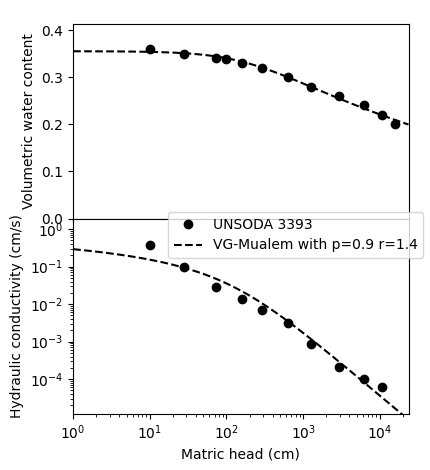 0.4
0.3
0.2
0.1
0.0
Volumetric water content
UNSODA 3393
VG-Mualem with p=0.9 r=1.4
10⁰
10⁻¹
10⁻²
10⁻³
10⁻⁴
Hydraulic conductivity (cm/s)
10⁰ 10¹ 10² 10³ 10⁴
Matric head (cm)